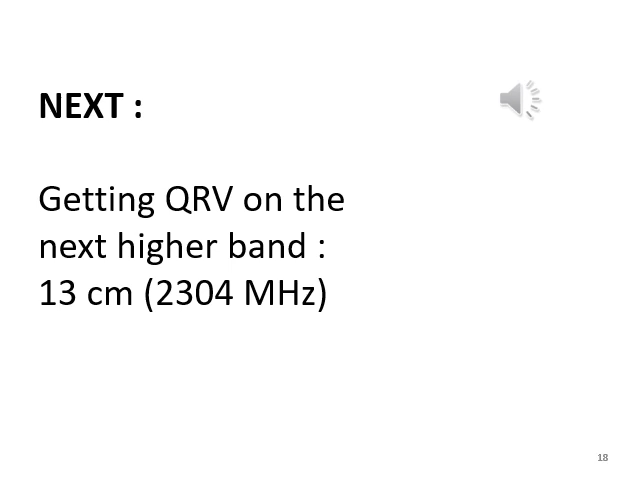 NEXT :
Getting QRV on the
next higher band :
13 cm (2304 MHz)
18